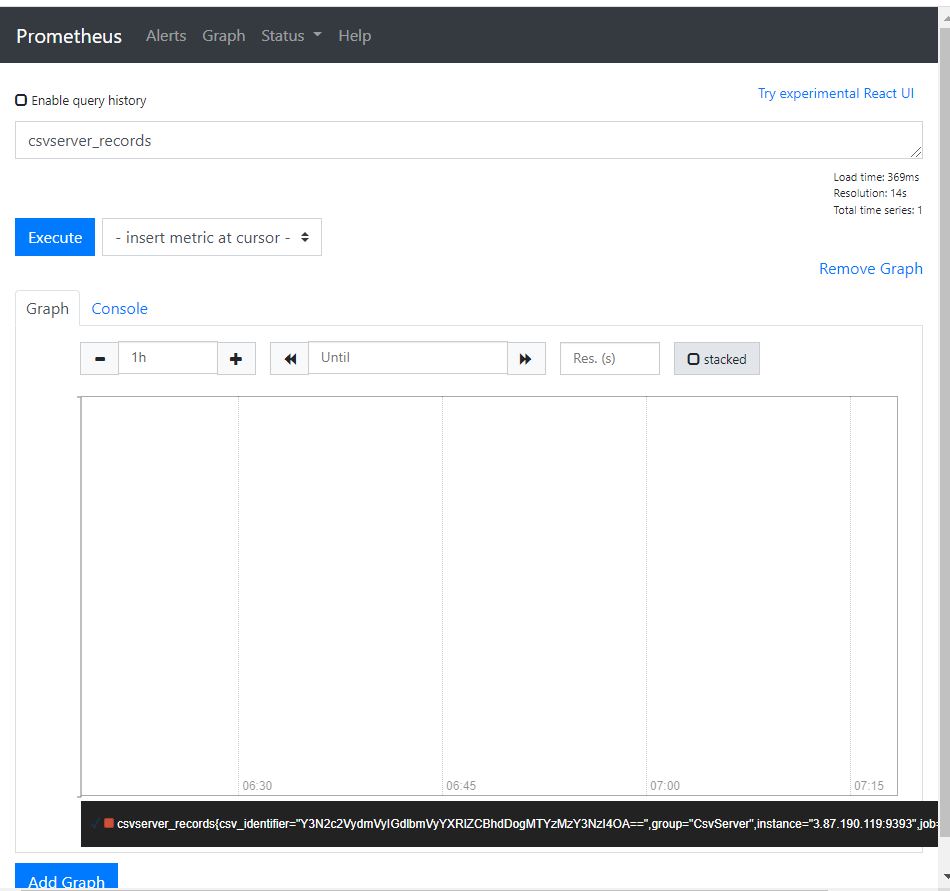 Prometheus Alerts Graph Status Help
Enable query history
Try experimental React UI
csvserver_records
Load time: 369ms
Resolution: 14s
Total time series: 1
Execute - insert metric at cursor -
Remove Graph
Graph Console
1h Until Res. (s) stacked
06:30 06:45 07:00 07:15
csvserver_records{csv_identifier="Y3N2c2VydmVyIGdlbmVyYXRlZCBhdDogMTYzMzY3NzI4OA==",group="CsvServer",instance="3.87.190.119:9393",job=
Add Graph